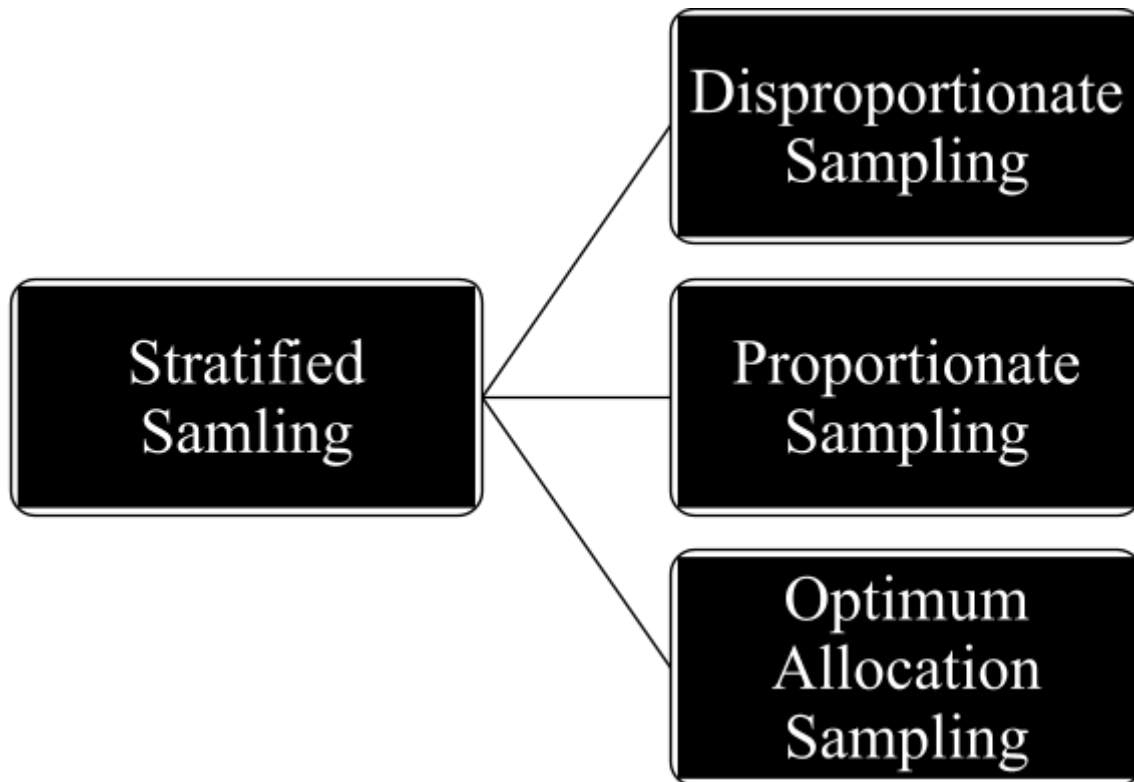 Stratified
Samling
Disproportionate
Sampling
Proportionate
Sampling
Optimum
Allocation
Sampling